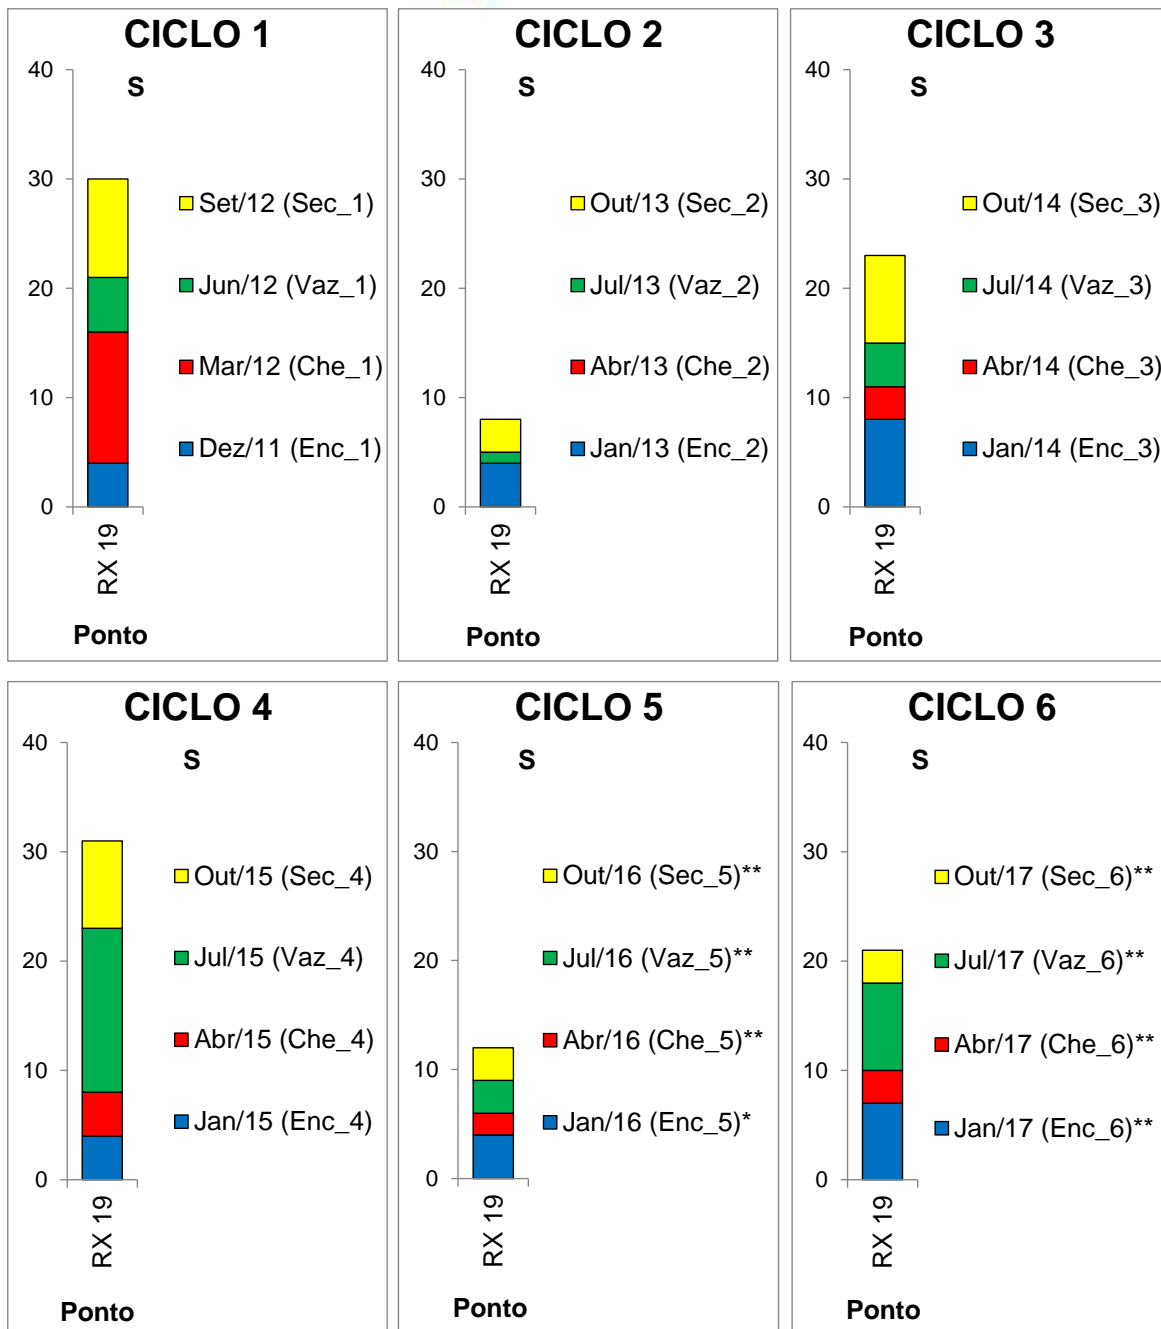 CICLO 1
S
40
30
20
10
0
Set/12 (Sec_1)
Jun/12 (Vaz_1)
Mar/12 (Che_1)
Dez/11 (Enc_1)
RX 19
Ponto
CICLO 2
S
40
30
20
10
0
Out/13 (Sec_2)
Jul/13 (Vaz_2)
Abr/13 (Che_2)
Jan/13 (Enc_2)
RX 19
Ponto
CICLO 3
S
40
30
20
10
0
Out/14 (Sec_3)
Jul/14 (Vaz_3)
Abr/14 (Che_3)
Jan/14 (Enc_3)
RX 19
Ponto
CICLO 4
S
40
30
20
10
0
Out/15 (Sec_4)
Jul/15 (Vaz_4)
Abr/15 (Che_4)
Jan/15 (Enc_4)
RX 19
Ponto
CICLO 5
S
40
30
20
10
0
Out/16 (Sec_5)**
Jul/16 (Vaz_5)**
Abr/16 (Che_5)**
Jan/16 (Enc_5)*
RX 19
Ponto
CICLO 6
S
40
30
20
10
0
Out/17 (Sec_6)**
Jul/17 (Vaz_6)**
Abr/17 (Che_6)**
Jan/17 (Enc_6)**
RX 19
Ponto